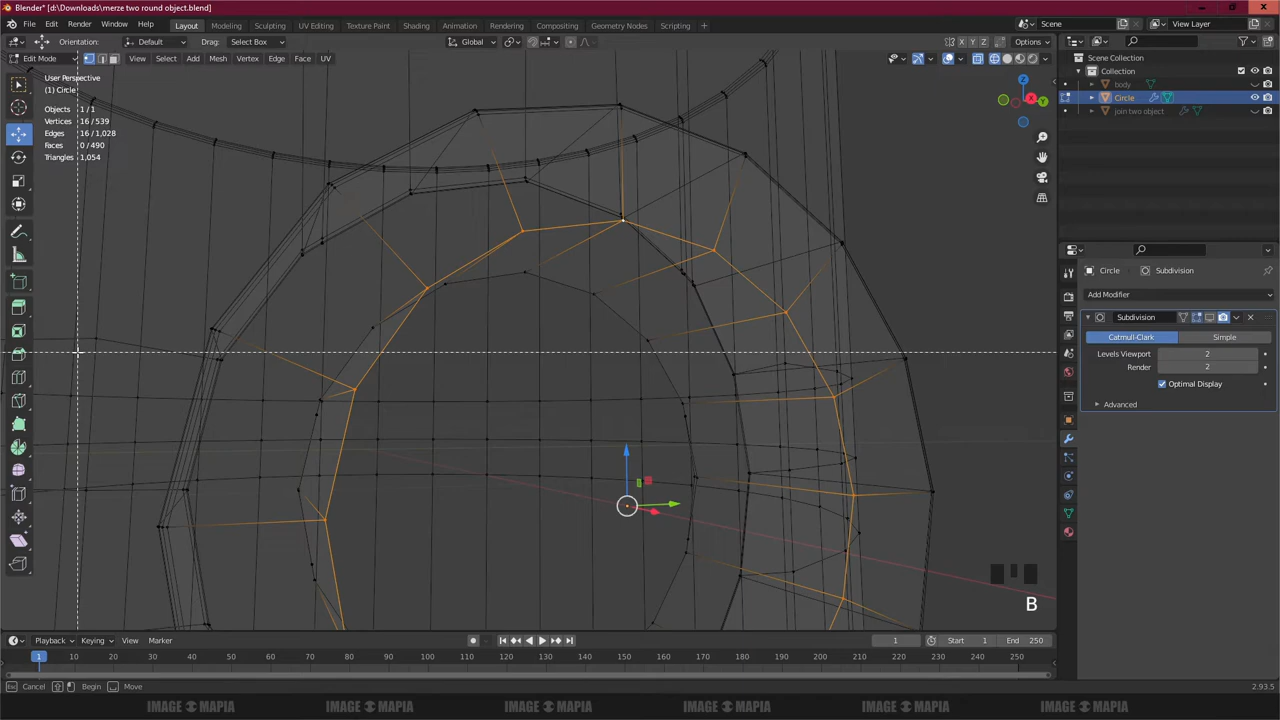 Blender* [d:\Downloads\merze two round object.blend]
File Edit Render Window Help Layout Modeling Sculpting UV Editing Texture Paint Shading Animation Rendering Compositing Geometry Nodes Scripting Scene View Layer
Orientation: Default Drag: Select Box Global X Y Z Options
Edit Mode View Select Add Mesh Vertex Edge Face UV
User Perspective
(1) Circle
Objects 1/1
Vertices 16/539
Edges 16/1,028
Faces 0/490
Triangles 1,054
Z
X
Y
B
Scene Collection
Collection
body
Circle
join two object
Circle Subdivision
Add Modifier
Subdivision
Catmull-Clark Simple
Levels Viewport 2
Render 2
Optimal Display
Advanced
Playback Keying View Marker 1 Start 1 End 250
1 10 20 30 40 50 60 70 80 90 100 110 120 130 140 150 160 170 180 190 200 210 220 230 240 250
Cancel Begin Move 2.93.5
IMAGE MAPIA IMAGE MAPIA IMAGE MAPIA IMAGE MAPIA IMAGE MAPIA IMAGE MAPIA